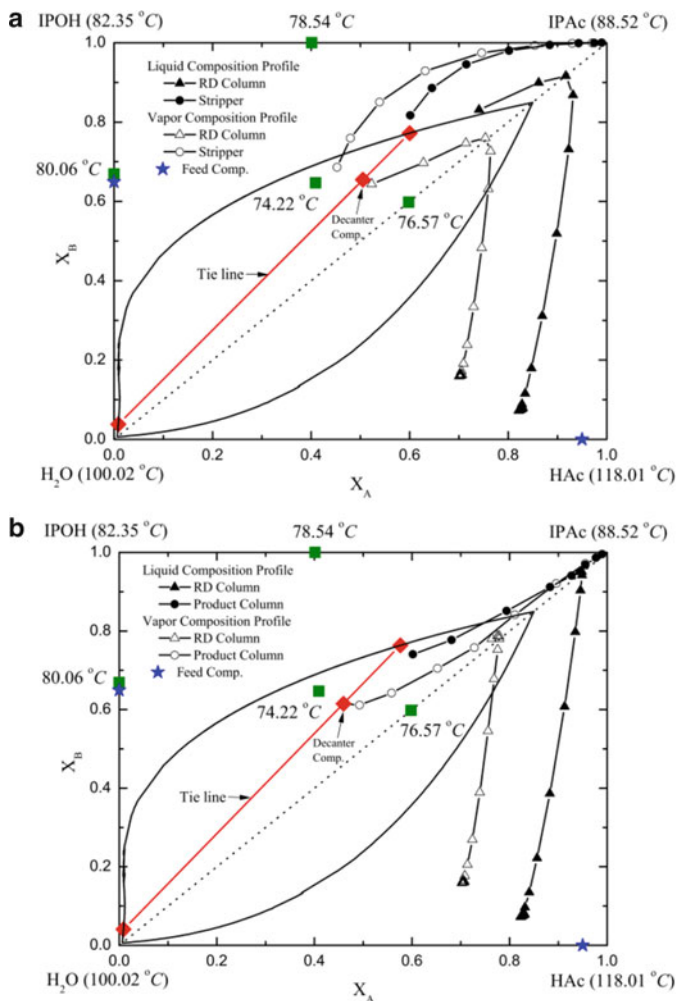 a
IPOH (82.35 °C) 78.54 °C IPAc (88.52 °C)
1.0
Liquid Composition Profile
RD Column
Stripper
Vapor Composition Profile
RD Column
Stripper
Feed Comp.
0.8
80.06 °C
0.6
74.22 °C
Decanter
Comp.
76.57 °C
X_B
Tie line
0.4
0.2
0.0
0.0 0.2 0.4 0.6 0.8 1.0
H₂O (100.02 °C) X_A HAc (118.01 °C)
b
IPOH (82.35 °C) 78.54 °C IPAc (88.52 °C)
1.0
Liquid Composition Profile
RD Column
Product Column
Vapor Composition Profile
RD Column
Product Column
Feed Comp.
0.8
80.06 °C
0.6
74.22 °C
Decanter
Comp.
76.57 °C
X_B
Tie line
0.4
0.2
0.0
0.0 0.2 0.4 0.6 0.8 1.0
H₂O (100.02 °C) X_A HAc (118.01 °C)